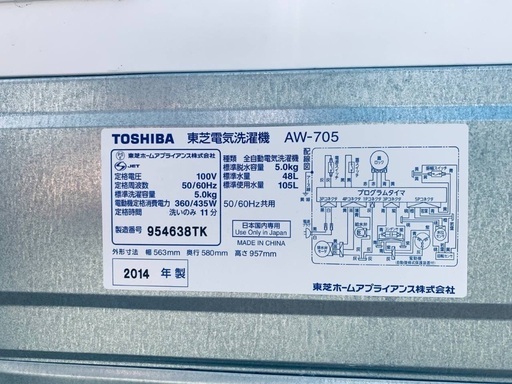 TOSHIBA 東芝電気洗濯機 AW-705
東芝ホームアプライアンス株式会社
JET
定格電圧 100V
定格周波数 50/60Hz
標準洗濯容量 5.0kg
電動機定格消費電力 360/435W
定格時間 洗いのみ 11分
製造番号 954638TK
種類 全自動電気洗濯機
標準脱水容量 5.0kg
標準水量 48L
標準使用水量 105L
50/60Hz共用
日本国内専用
Use Only in Japan
MADE IN CHINA
外形寸法 幅563mm 奥行580mm 高さ957mm
2014 年製
配線図
プログラムタイマ
東芝ホームアプライアンス株式会社